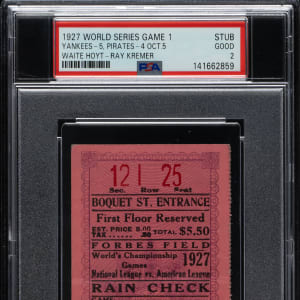 1927 WORLD SERIES GAME 1 STUB
YANKEES - 5, PIRATES - 4 OCT 5 GOOD
WAITE HOYT - RAY KREMER 2
PSA 141662859
12 1 25
Sec. Row Seat
BOQUET ST. ENTRANCE
First Floor Reserved
EST. PRICE 5.00
TAX .50 TOTAL $5.50
FORBES FIELD
World's Championship
Games 1927
National League vs. American League
RAIN CHECK